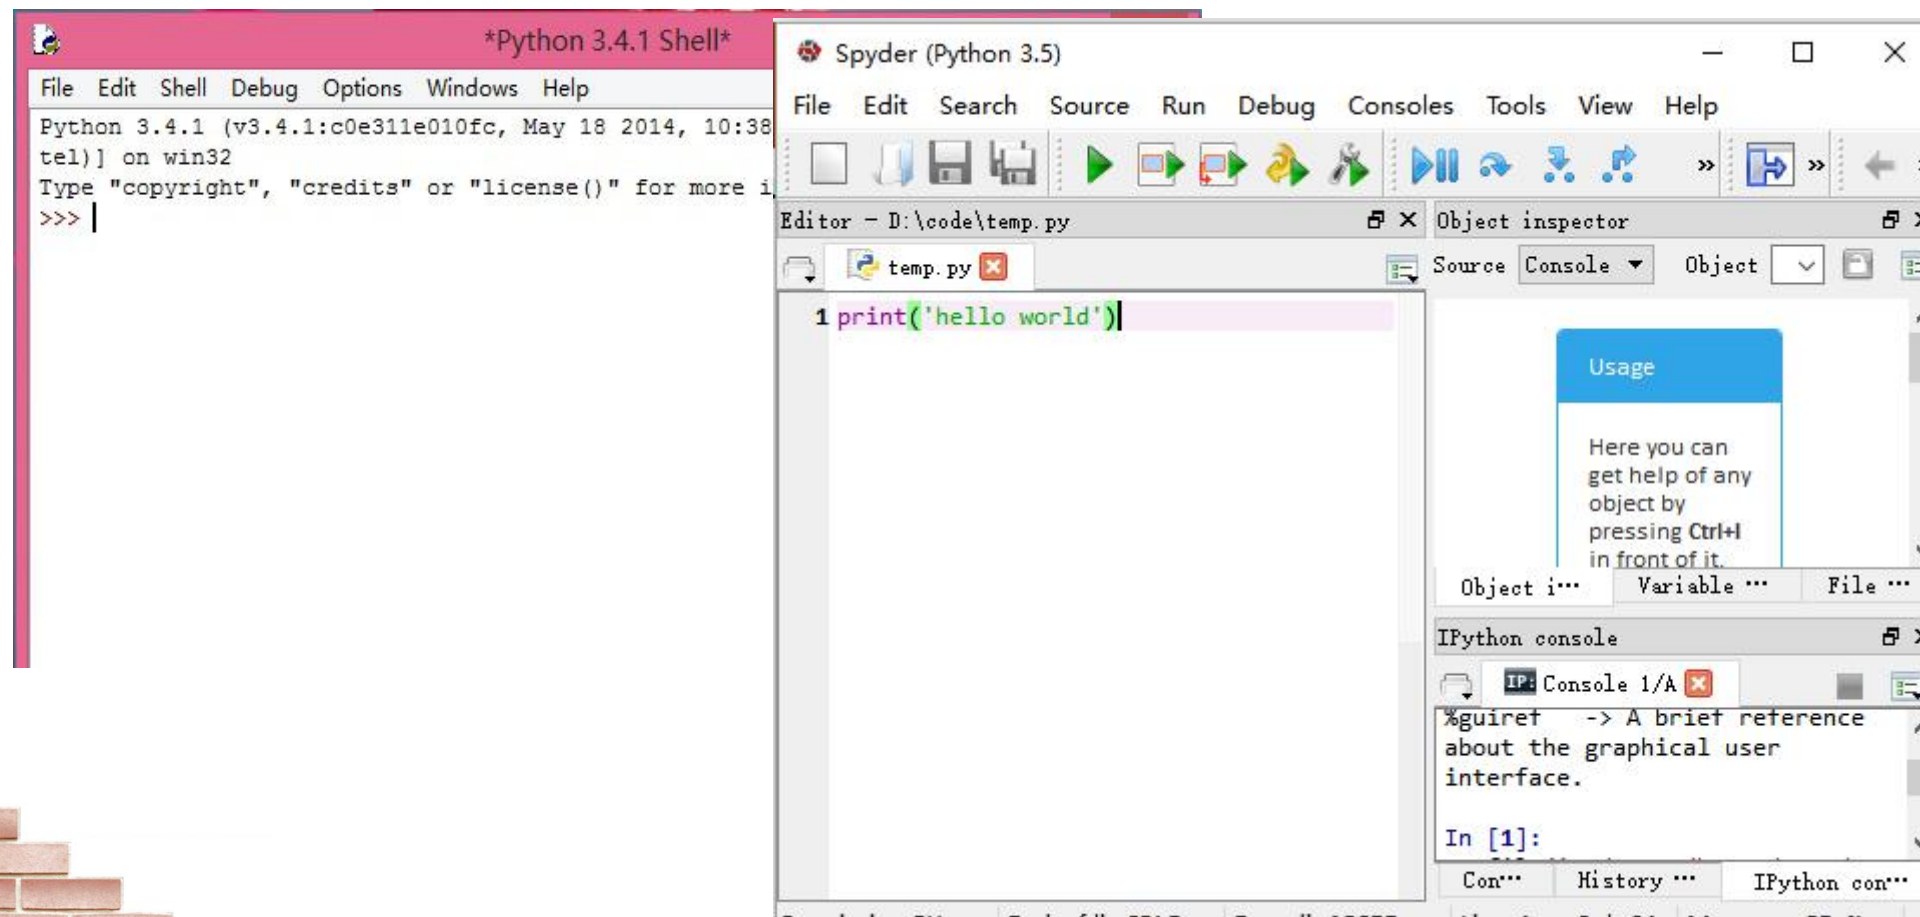 *Python 3.4.1 Shell*
File Edit Shell Debug Options Windows Help
Python 3.4.1 (v3.4.1:c0e311e010fc, May 18 2014, 10:38
tel)] on win32
Type "copyright", "credits" or "license()" for more i
>>>
Spyder (Python 3.5)
File Edit Search Source Run Debug Consoles Tools View Help
Editor - D:\code\temp.py
temp.py
1 print('hello world')
Object inspector
Source Console Object
Usage
Here you can
get help of any
object by
pressing Ctrl+I
in front of it.
Object i… Variable … File …
IPython console
IP: Console 1/A
%guiref -> A brief reference
about the graphical user
interface.
In [1]:
Con… History … IPython con…